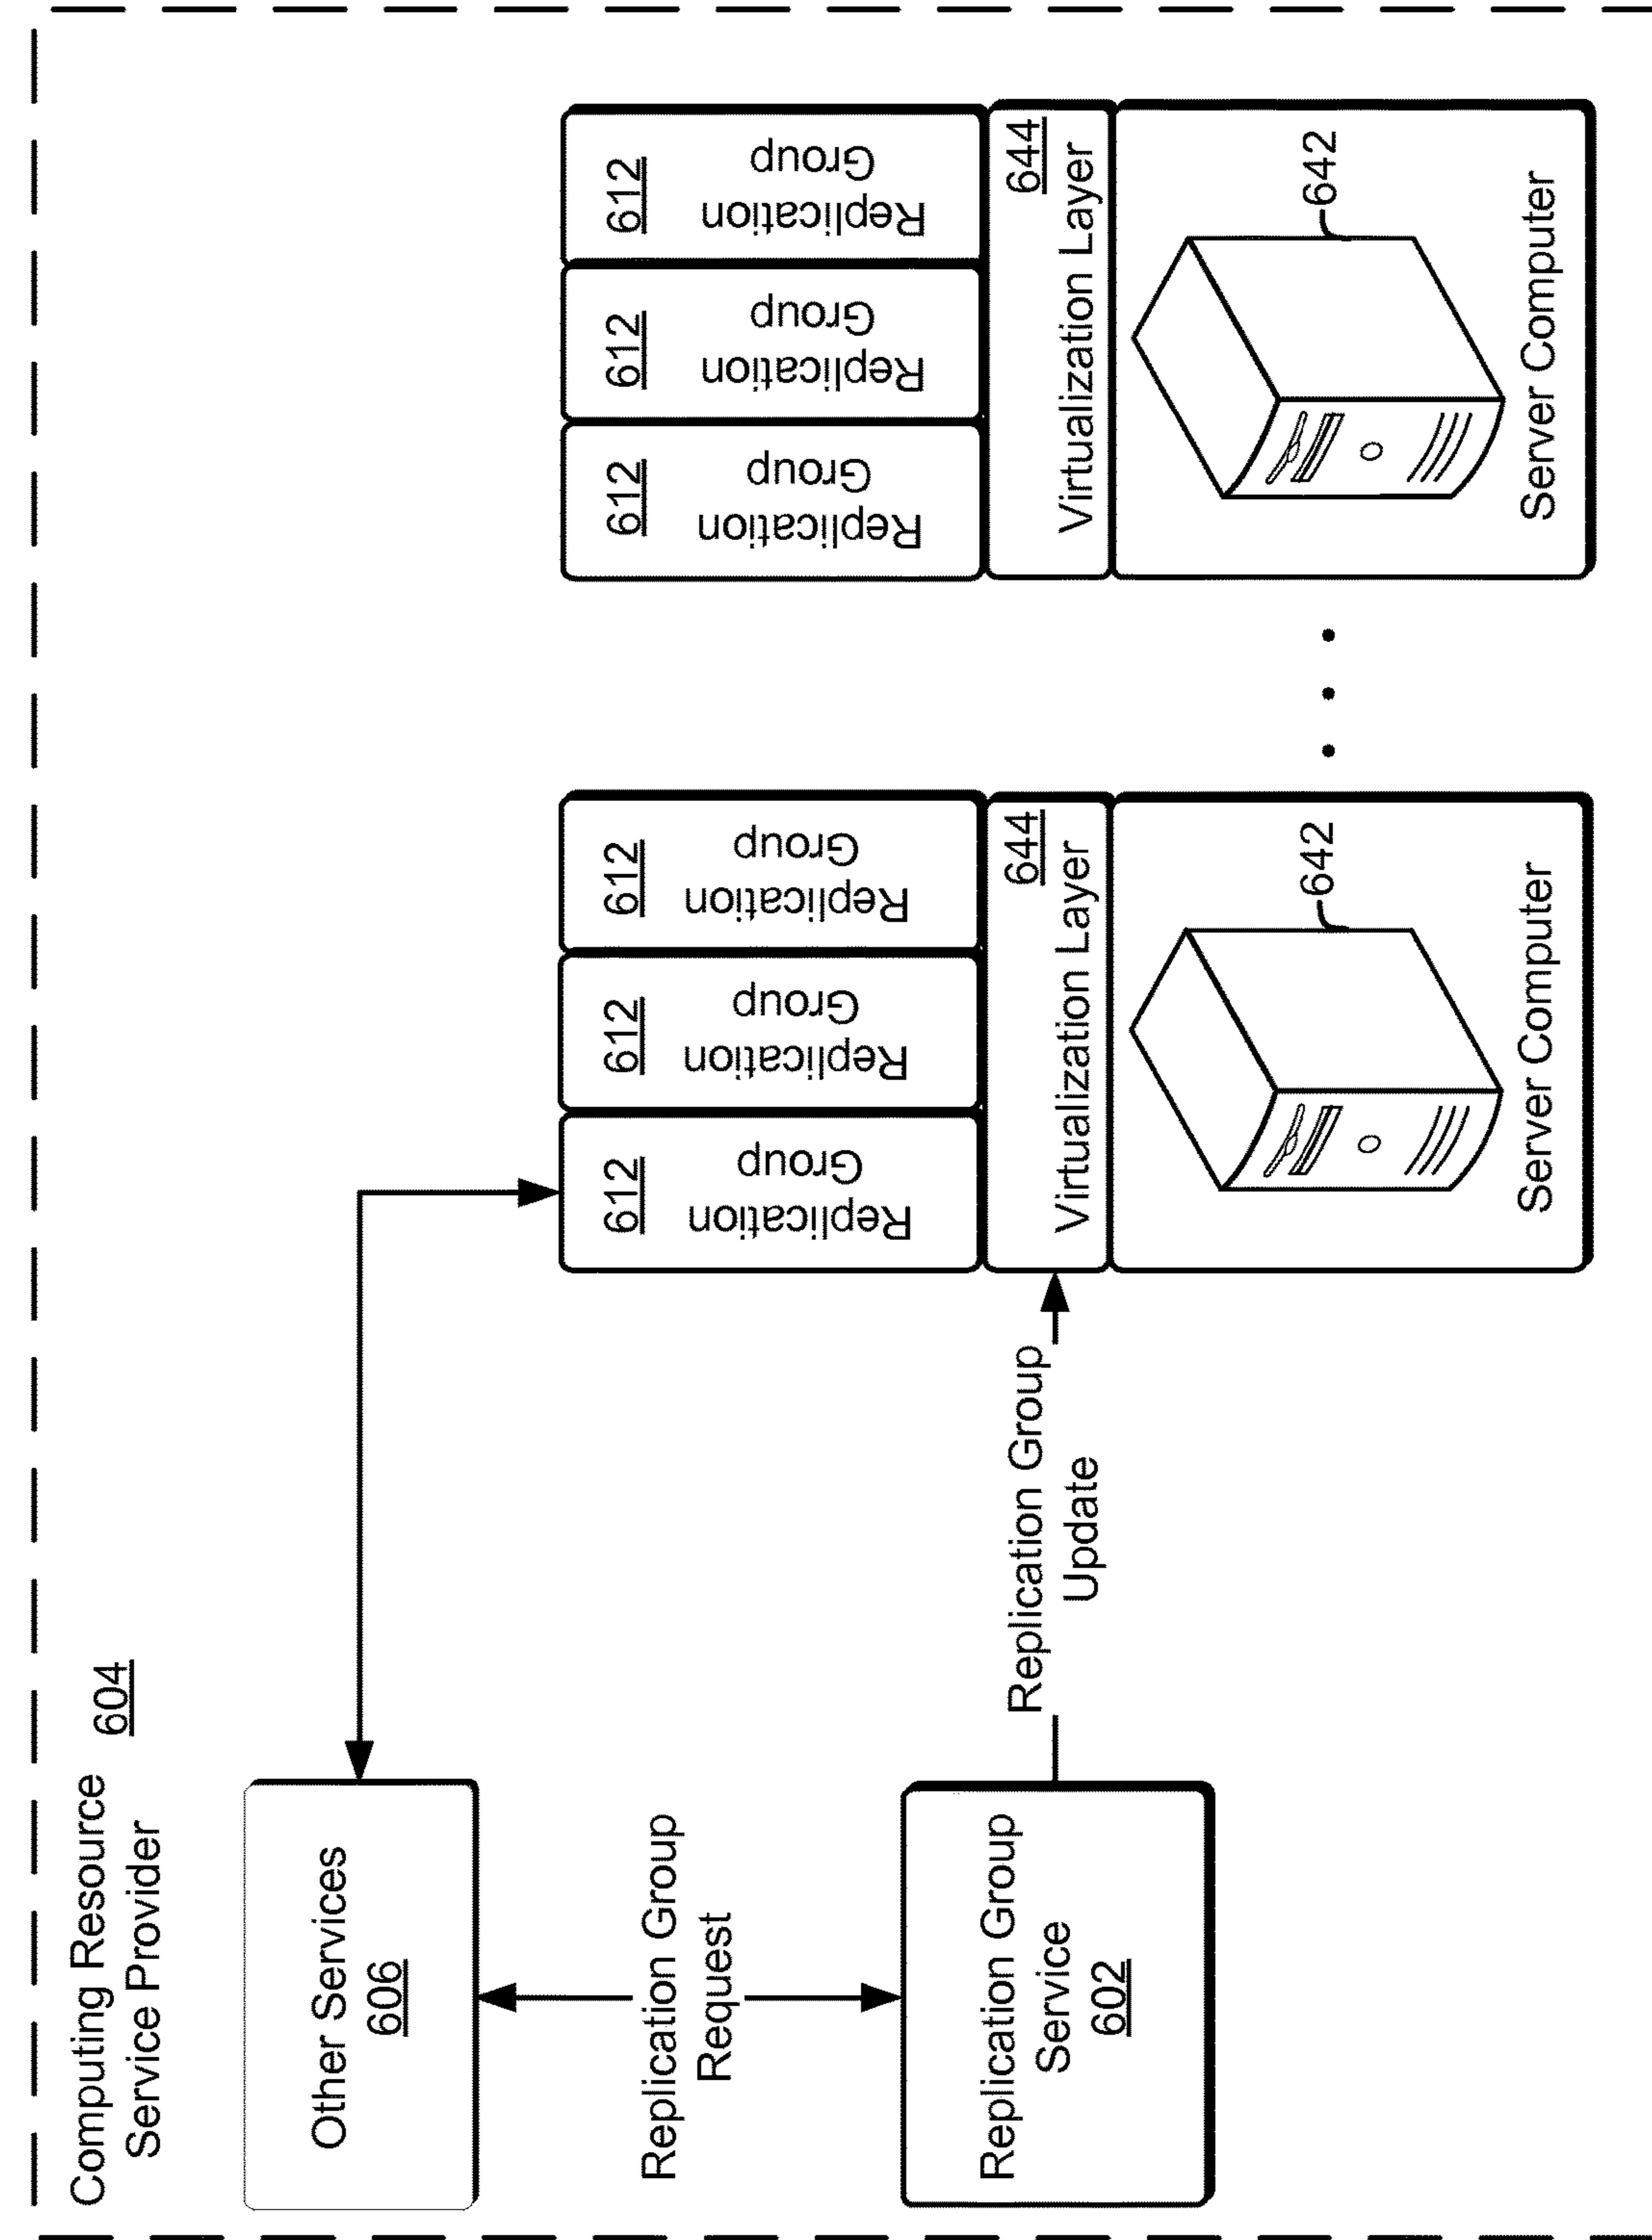 Computing Resource
Service Provider
604
Other Services
606
Replication Group
Request
Replication Group
Service
602
Replication Group
Update
612
Replication
Group
612
Replication
Group
612
Replication
Group
Virtualization Layer
644
642
Server Computer
612
Replication
Group
612
Replication
Group
612
Replication
Group
Virtualization Layer
644
642
Server Computer